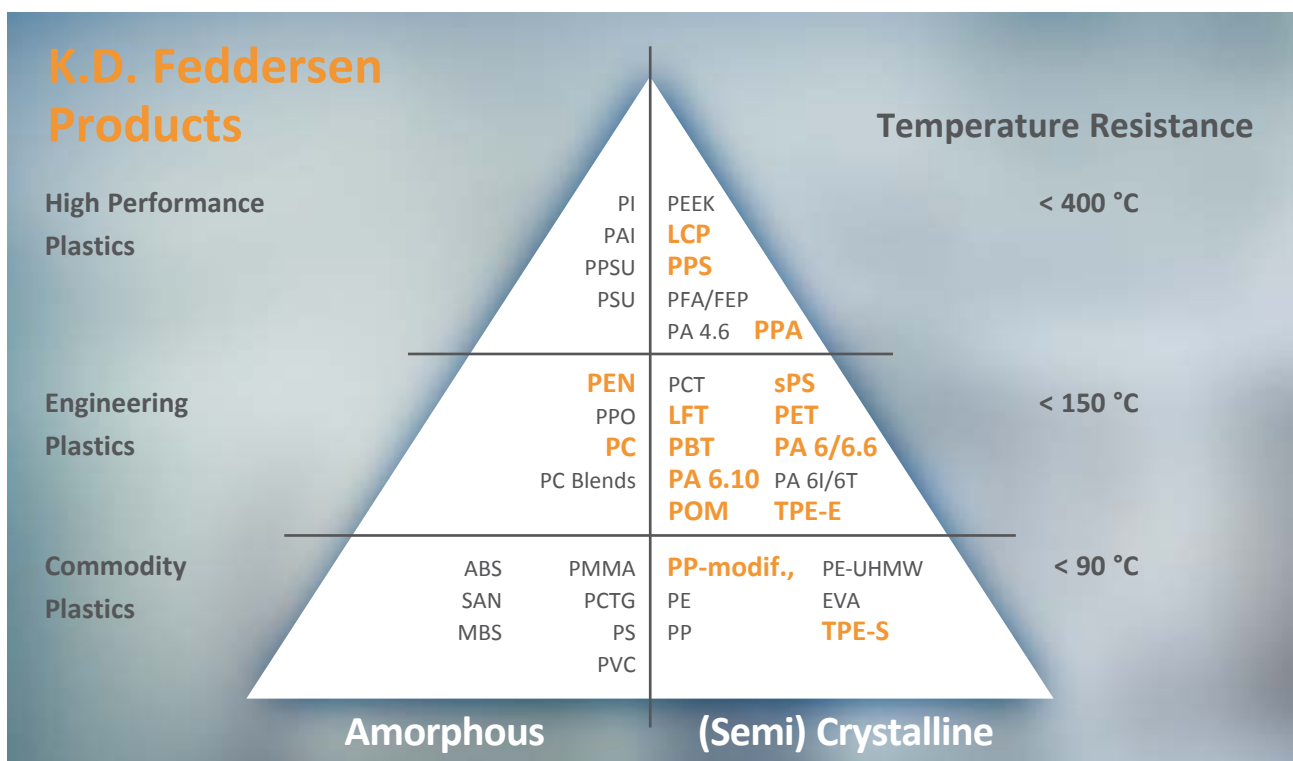 K.D. Feddersen
Products
Temperature Resistance
High Performance
Plastics
PI
PAI
PPSU
PSU
PEEK
LCP
PPS
PFA/FEP
PA 4.6 PPA
< 400 °C
Engineering
Plastics
PEN
PPO
PC
PC Blends
PCT sPS
LFT PET
PBT PA 6/6.6
PA 6.10 PA 6I/6T
POM TPE-E
< 150 °C
Commodity
Plastics
ABS PMMA
SAN PCTG
MBS PS
PVC
PP-modif., PE-UHMW
PE EVA
PP TPE-S
< 90 °C
Amorphous
(Semi) Crystalline